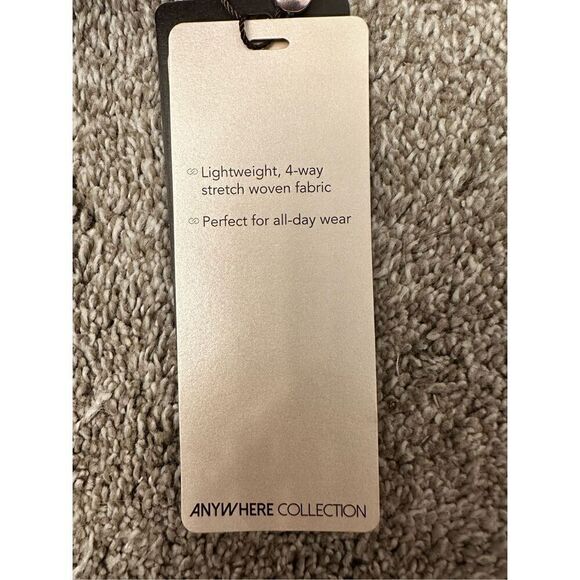 Lightweight, 4-way
stretch woven fabric
Perfect for all-day wear
ANYWHERE COLLECTION